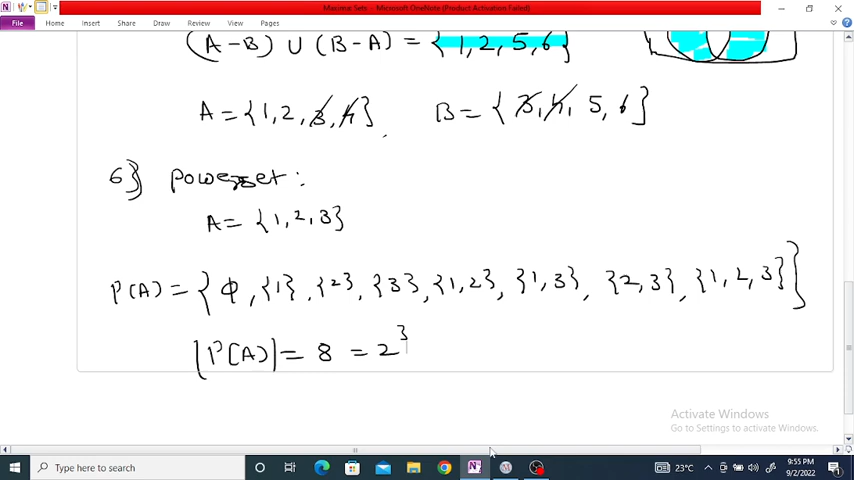 Maxima Sets - Microsoft OneNote (Product Activation Failed)
File Home Insert Share Draw Review View Pages
(A-B) ∪ (B-A) = {1,2,5,6}
A = {1,2,3,4}, B = {3,4, 5, 6}
6} powerset:
A = {1,2,3}
P(A) = { ϕ, {1}, {2}, {3}, {1,2}, {1,3}, {2,3}, {1,2,3} }
|P(A)| = 8 = 2³
Activate Windows
Go to Settings to activate Windows.
Type here to search
23°C
9:55 PM
9/2/2022